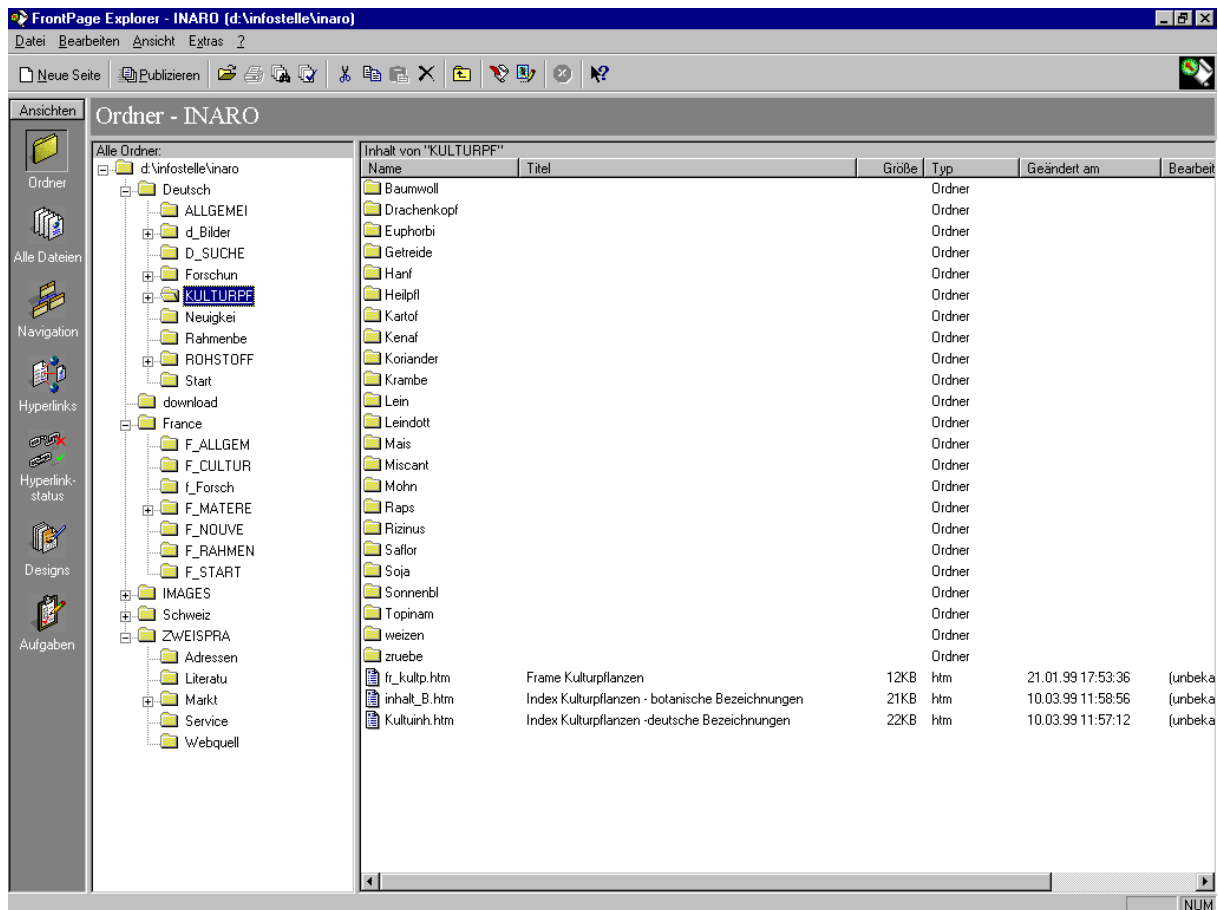 FrontPage Explorer - INARO (d:\infostelle\inaro)
Datei Bearbeiten Ansicht Extras ?
Neue Seite Publizieren
Ansichten
Ordner - INARO
Ordner
Alle Dateien
Navigation
Hyperlinks
Hyperlink-
status
Designs
Aufgaben
Alle Ordner:
d:\infostelle\inaro
Deutsch
ALLGEMEI
d_Bilder
D_SUCHE
Forschun
KULTURPF
Neuigkei
Rahmenbe
ROHSTOFF
Start
download
France
F_ALLGEM
F_CULTUR
f_Forsch
F_MATERE
F_NOUVE
F_RAHMEN
F_START
IMAGES
Schweiz
ZWEISPRA
Adressen
Literatu
Markt
Service
Webquell
Inhalt von "KULTURPF"
Name Titel Größe Typ Geändert am Bearbeit
Baumwoll Ordner
Drachenkopf Ordner
Euphorbi Ordner
Getreide Ordner
Hanf Ordner
Heilpfl Ordner
Kartof Ordner
Kenaf Ordner
Koriander Ordner
Krambe Ordner
Lein Ordner
Leindott Ordner
Mais Ordner
Miscant Ordner
Mohn Ordner
Raps Ordner
Rizinus Ordner
Saflor Ordner
Soja Ordner
Sonnenbl Ordner
Topinam Ordner
weizen Ordner
zruebe Ordner
fr_kultp.htm Frame Kulturpflanzen 12KB htm 21.01.99 17:53:36 (unbeka
inhalt_B.htm Index Kulturpflanzen - botanische Bezeichnungen 21KB htm 10.03.99 11:58:56 (unbeka
Kultuinh.htm Index Kulturpflanzen -deutsche Bezeichnungen 22KB htm 10.03.99 11:57:12 (unbeka
NUM